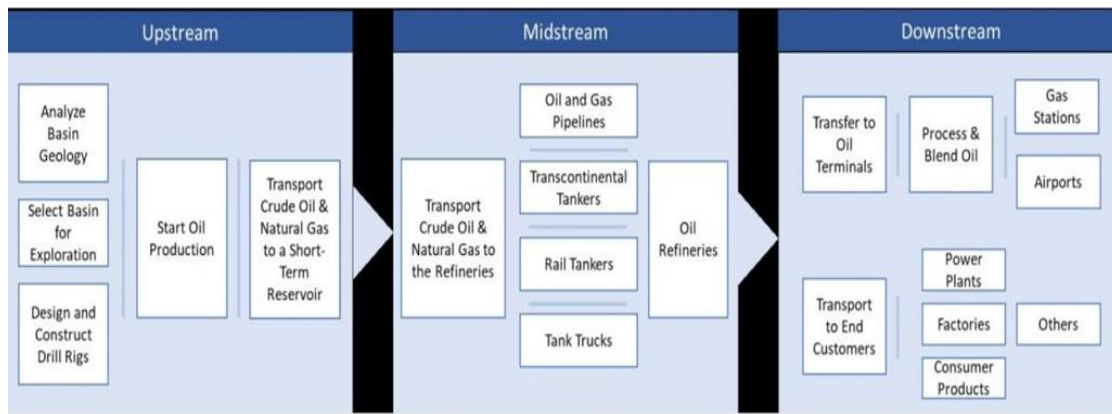 Upstream
Analyze
Basin
Geology
Select Basin
for
Exploration
Design and
Construct
Drill Rigs
Start Oil
Production
Transport
Crude Oil &
Natural Gas
to a Short-
Term
Reservoir
Midstream
Transport
Crude Oil &
Natural Gas to
the Refineries
Oil and Gas
Pipelines
Transcontinental
Tankers
Rail Tankers
Tank Trucks
Oil
Refineries
Downstream
Transfer to
Oil
Terminals
Process &
Blend Oil
Gas
Stations
Airports
Transport
to End
Customers
Power
Plants
Factories
Consumer
Products
Others